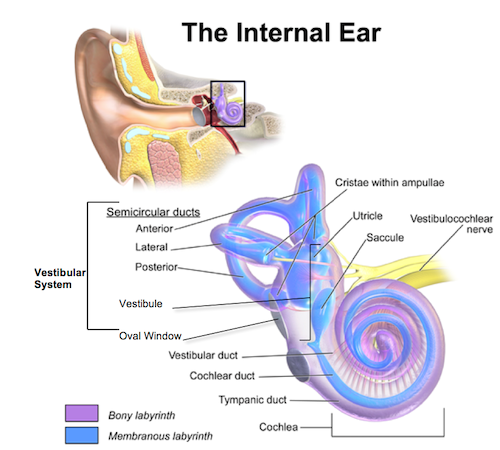 The Internal Ear
Cristae within ampullae
Semicircular ducts
Utricle
Vestibulocochlear
nerve
Anterior
Saccule
Lateral
Posterior
Vestibular
System
Vestibule
Oval Window
Vestibular duct
Cochlear duct
Tympanic duct
Cochlea
Bony labyrinth
Membranous labyrinth